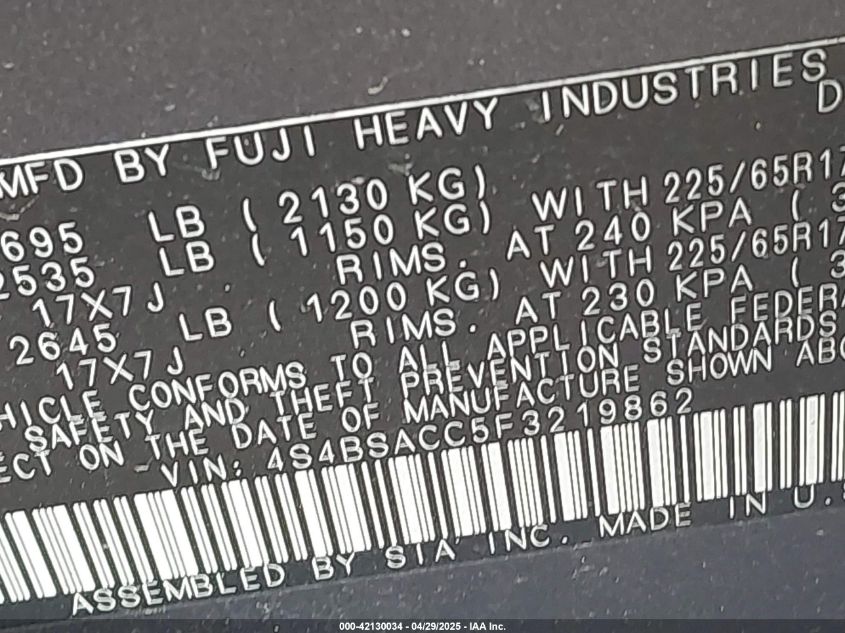 MFD BY FUJI HEAVY INDUSTRIES
D
695 LB ( 2130 KG)
2535 LB ( 1150 KG) WITH 225/65R17
17X7J RIMS. AT 240 KPA ( 3
2645 LB ( 1200 KG) WITH 225/65R17
17X7J RIMS. AT 230 KPA ( 3
HICLE CONFORMS TO ALL APPLICABLE FEDERA
SAFETY AND THEFT PREVENTION STANDARDS
ECT ON THE DATE OF MANUFACTURE SHOWN ABO
VIN: 4S4BSACC5F3219862
ASSEMBLED BY SIA INC. MADE IN U.S
000-42130034 - 04/29/2025 - IAA Inc.